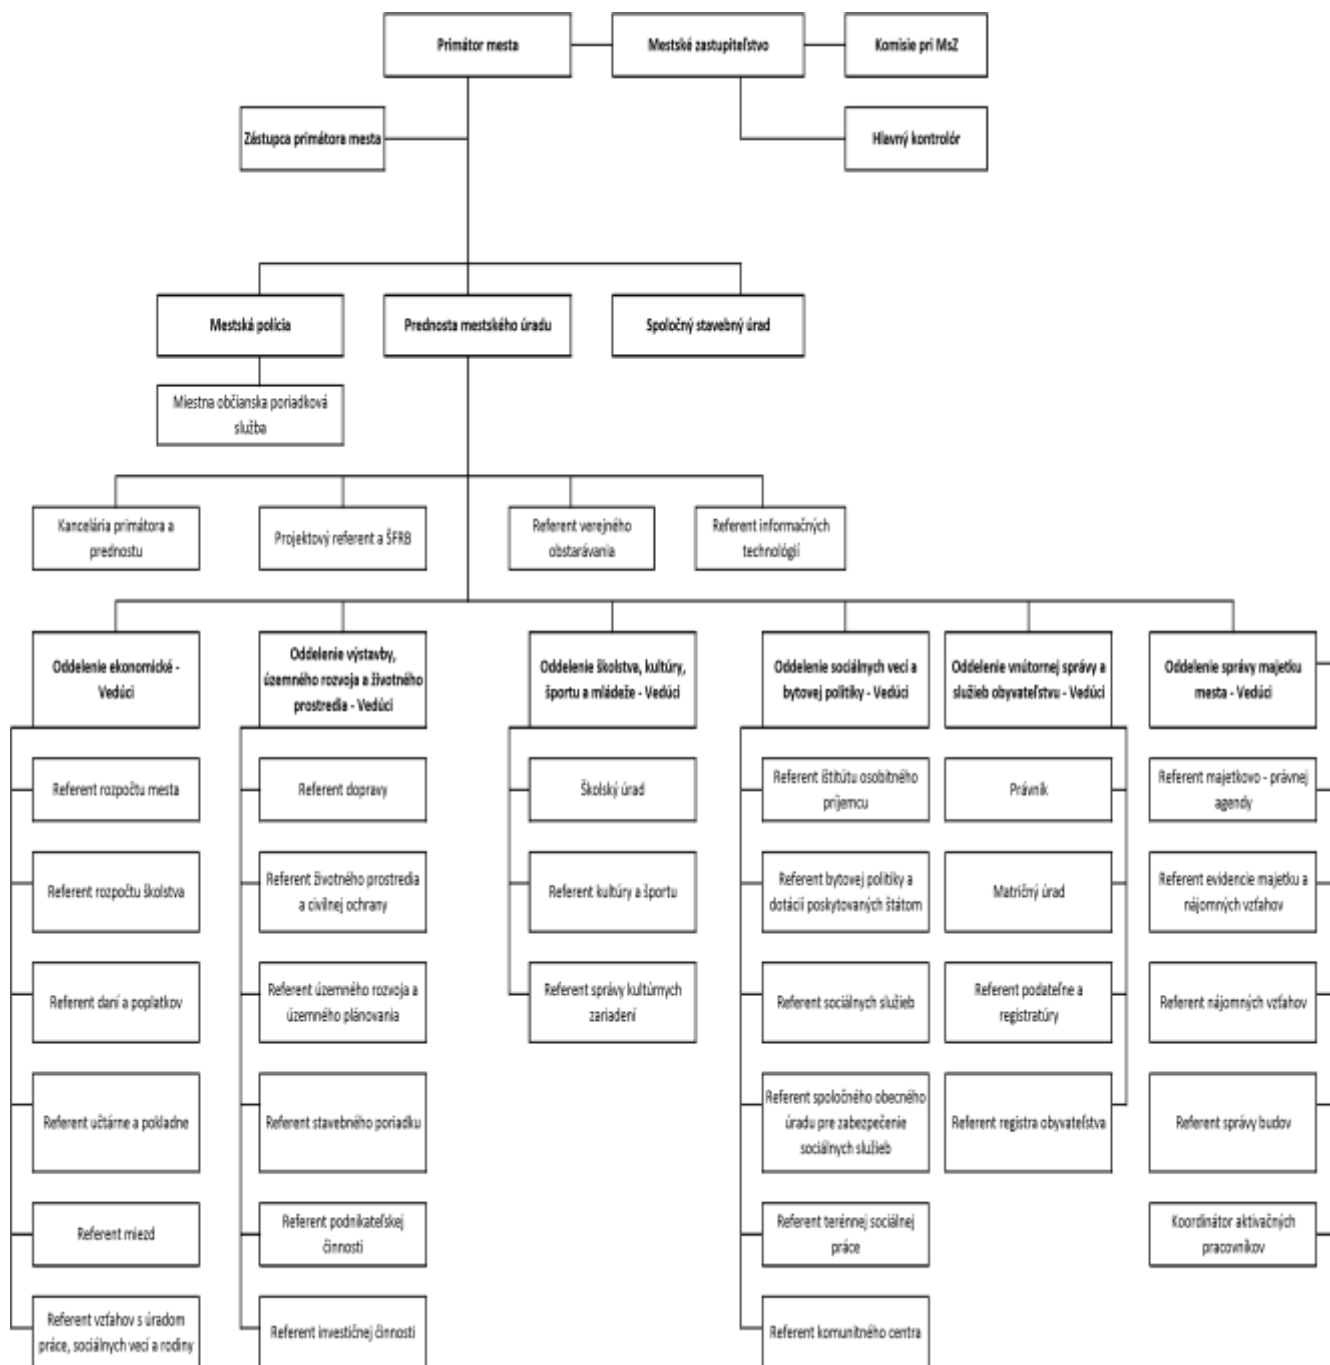 Primátor mesta
Mestské zastupiteľstvo
Komisie pri MsZ
Zástupca primátora mesta
Hlavný kontrolór
Mestská polícia
Prednosta mestského úradu
Spoločný stavebný úrad
Miestna občianska poriadková
služba
Kancelária primátora a
prednostu
Projektový referent a ŠFRB
Referent verejného
obstarávania
Referent informačných
technológií
Oddelenie ekonomické -
Vedúci
Oddelenie výstavby,
územného rozvoja a životného
prostredia - Vedúci
Oddelenie školstva, kultúry,
športu a mládeže - Vedúci
Oddelenie sociálnych vecí a
bytovej politiky - Vedúci
Oddelenie vnútornej správy a
služieb obyvateľstvu - Vedúci
Oddelenie správy majetku
mesta - Vedúci
Referent rozpočtu mesta
Referent dopravy
Školský úrad
Referent ištitútu osobitného
príjemcu
Právnik
Referent majetkovo - právnej
agendy
Referent rozpočtu školstva
Referent životného prostredia
a civilnej ochrany
Referent kultúry a športu
Referent bytovej politiky a
dotácií poskytovaných štátom
Matričný úrad
Referent evidencie majetku a
nájomných vzťahov
Referent daní a poplatkov
Referent územného rozvoja a
územného plánovania
Referent správy kultúrnych
zariadení
Referent sociálnych služieb
Referent podateľne a
registratúry
Referent nájomných vzťahov
Referent učtárne a pokladne
Referent stavebného poriadku
Referent spoločného obecného
úradu pre zabezpečenie
sociálnych služieb
Referent registra obyvateľstva
Referent správy budov
Referent miezd
Referent podnikateľskej
činnosti
Referent terénnej sociálnej
práce
Koordinátor aktivačných
pracovníkov
Referent vzťahov s úradom
práce, sociálnych vecí a rodiny
Referent investičnej činnosti
Referent komunitného centra